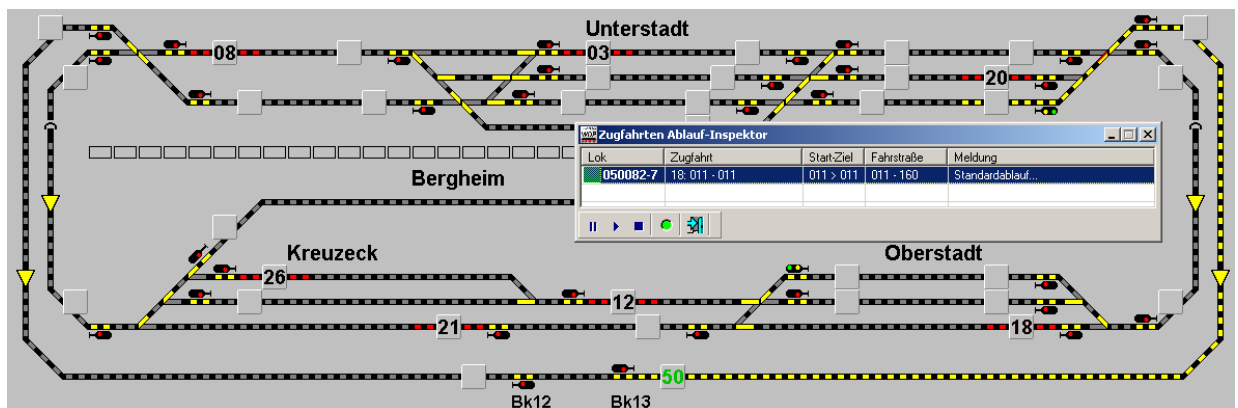 Unterstadt
08
03
20
Zugfahrten Ablauf-Inspektor
Lok Zugfahrt Start-Ziel Fahrstraße Meldung
050082-7 18: 011 - 011 011 > 011 011 - 160 Standardablauf...
Bergheim
Kreuzeck
Oberstadt
26
12
21
18
50
Bk12
Bk13